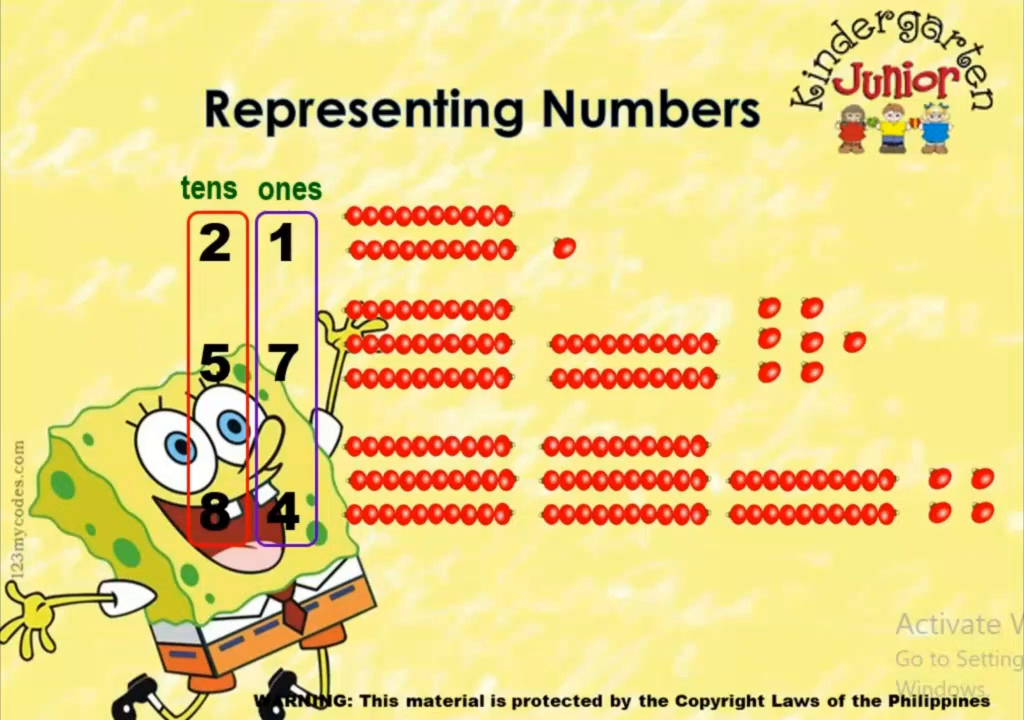 Kindergarten
Junior
Representing Numbers
tens ones
2 1
5 7
8 4
123mycodes.com
Activate
Go to Setting
Windows.
WARNING: This material is protected by the Copyright Laws of the Philippines